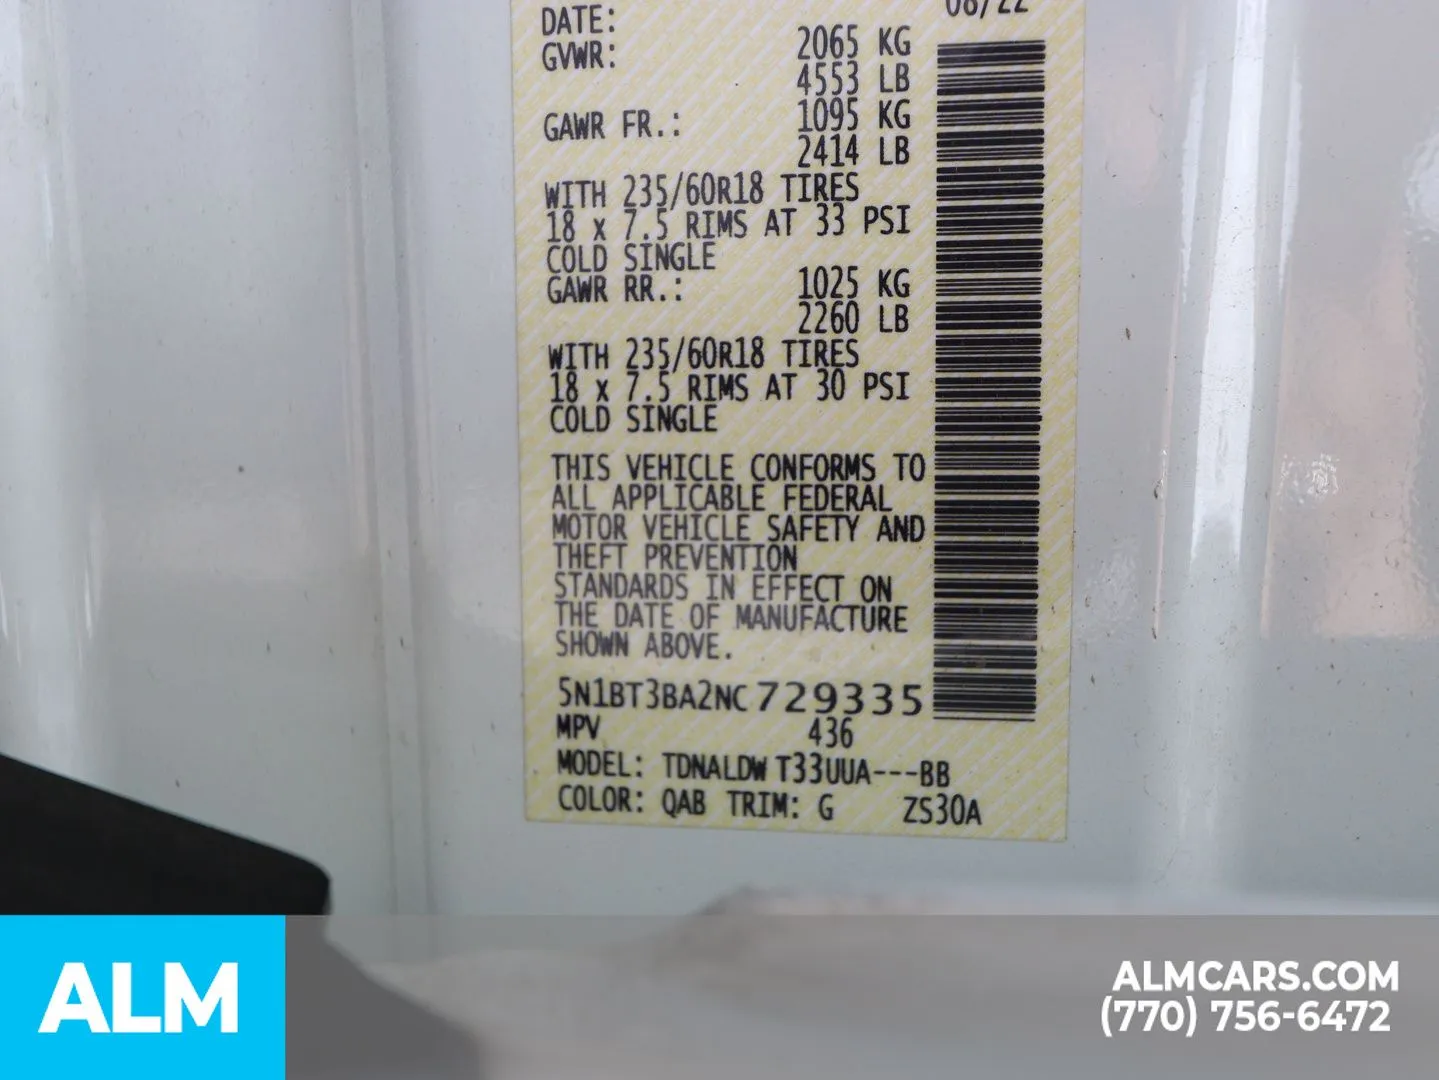 DATE: 08/22
GVWR: 2065 KG
4553 LB
GAWR FR.: 1095 KG
2414 LB
WITH 235/60R18 TIRES
18 x 7.5 RIMS AT 33 PSI
COLD SINGLE
GAWR RR.: 1025 KG
2260 LB
WITH 235/60R18 TIRES
18 x 7.5 RIMS AT 30 PSI
COLD SINGLE
THIS VEHICLE CONFORMS TO
ALL APPLICABLE FEDERAL
MOTOR VEHICLE SAFETY AND
THEFT PREVENTION
STANDARDS IN EFFECT ON
THE DATE OF MANUFACTURE
SHOWN ABOVE.
5N1BT3BA2NC729335
MPV 436
MODEL: TDNALDW T33UUA---BB
COLOR: QAB TRIM: G ZS30A
ALM
ALMCARS.COM
(770) 756-6472